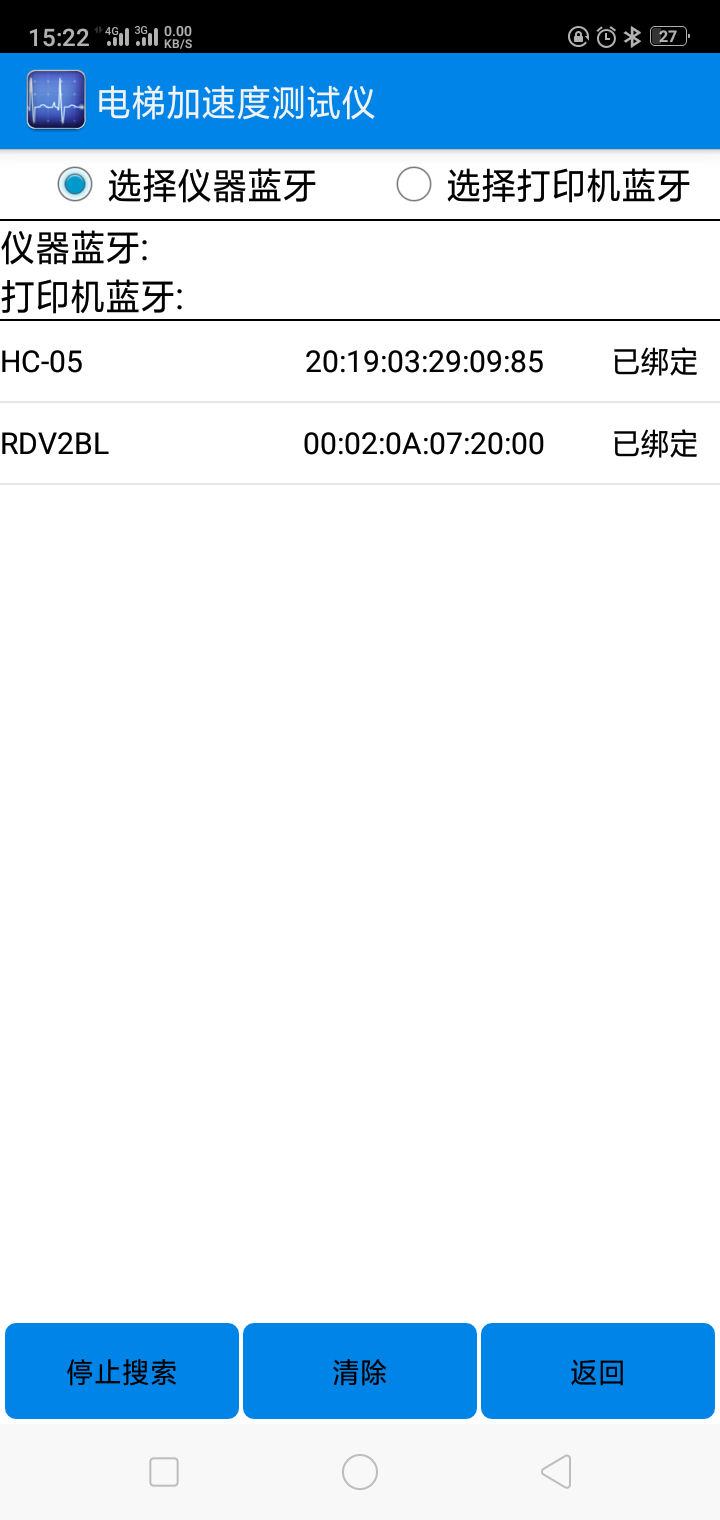 15:22 4G 3G 0.00 KB/S 27
电梯加速度测试仪
选择仪器蓝牙 选择打印机蓝牙
仪器蓝牙:
打印机蓝牙:
HC-05 20:19:03:29:09:85 已绑定
RDV2BL 00:02:0A:07:20:00 已绑定
停止搜索 清除 返回